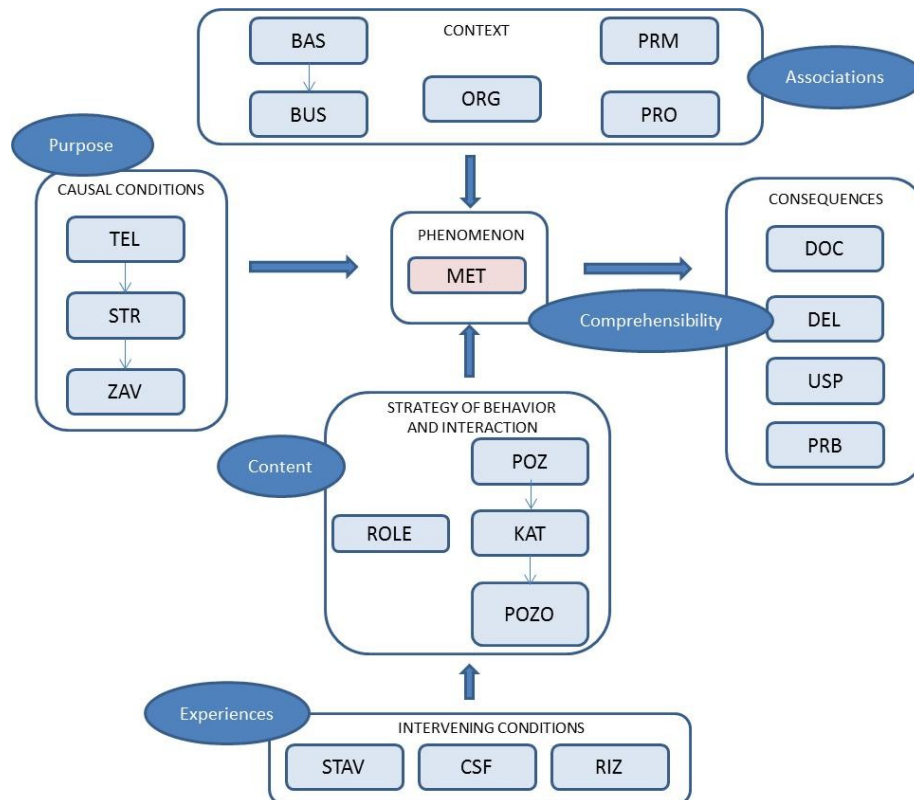 CONTEXT
BAS
PRM
ORG
BUS
PRO
Associations
Purpose
CAUSAL CONDITIONS
TEL
STR
ZAV
PHENOMENON
MET
CONSEQUENCES
DOC
DEL
USP
PRB
Comprehensibility
STRATEGY OF BEHAVIOR
AND INTERACTION
Content
POZ
ROLE
KAT
POZO
Experiences
INTERVENING CONDITIONS
STAV
CSF
RIZ